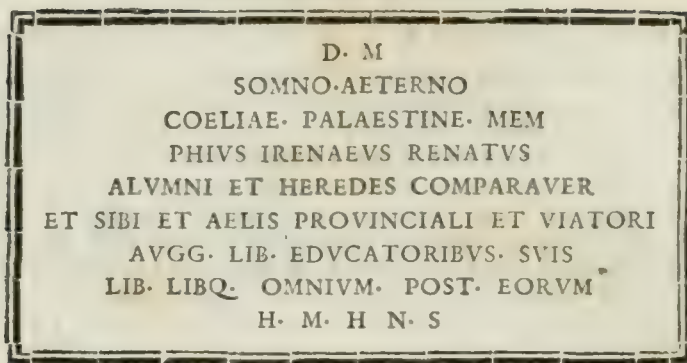 D· M
SOMNO·AETERNO
COELIAE· PALAESTINE· MEM
PHIVS IRENAEVS RENATVS
ALVMNI ET HEREDES COMPARAVER
ET SIBI ET AELIS PROVINCIALI ET VIATORI
AVGG· LIB· EDVCATORIBVS· SVIS
LIB· LIBQ· OMNIVM· POST· EORVM
H· M· H N· S